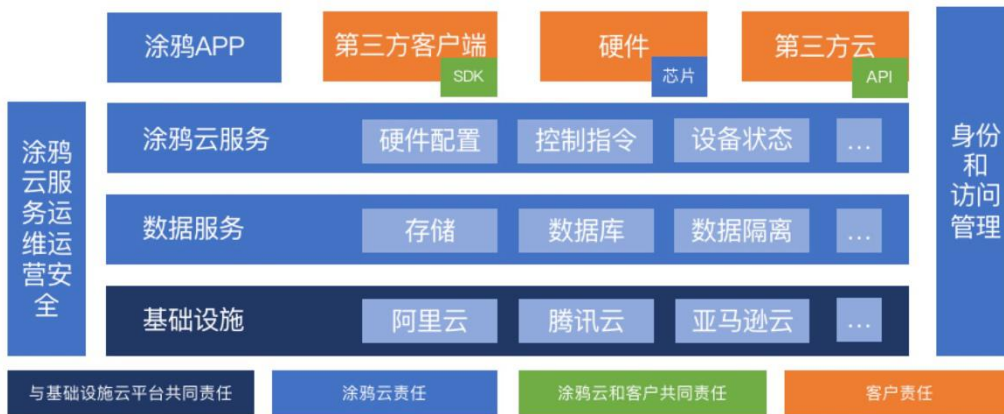 涂鸦APP
第三方客户端
SDK
硬件
芯片
第三方云
API
涂鸦
云服
务运
维运
营安
全
涂鸦云服务
硬件配置
控制指令
设备状态
...
数据服务
存储
数据库
数据隔离
...
基础设施
阿里云
腾讯云
亚马逊云
...
身份
和
访问
管理
与基础设施云平台共同责任
涂鸦云责任
涂鸦云和客户共同责任
客户责任